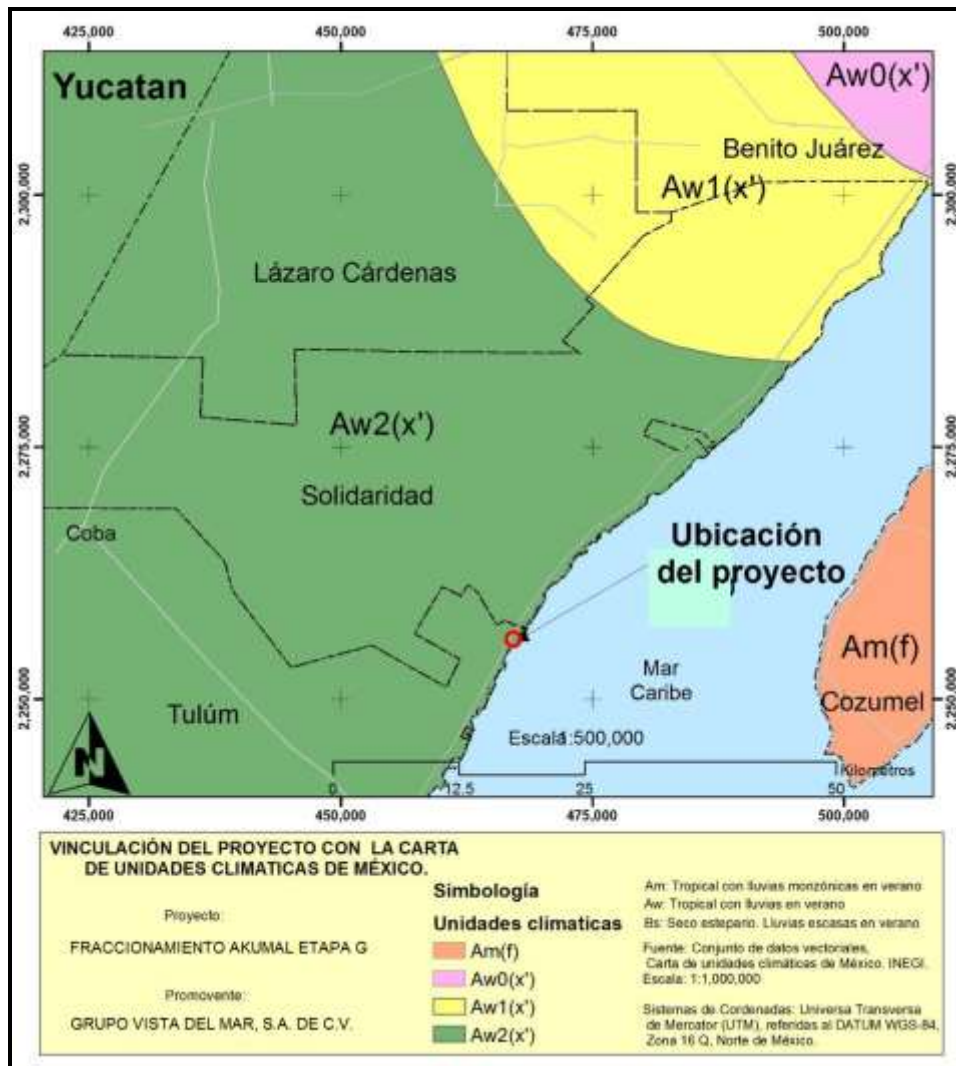 425,000 450,000 475,000 500,000
Yucatan
Aw0(x')
Benito Juárez
Aw1(x')
2,300,000
2,300,000
Lázaro Cárdenas
Aw2(x')
2,275,000
2,275,000
Solidaridad
Coba
Ubicación
del proyecto
Am(f)
Mar
Caribe
Cozumel
2,250,000
2,250,000
Tulúm
Escala 1:500,000
N
Kilometros
0 12.5 25 50
425,000 450,000 475,000 500,000
VINCULACIÓN DEL PROYECTO CON LA CARTA
DE UNIDADES CLIMATICAS DE MÉXICO.
Proyecto:
FRACCIONAMIENTO AKUMAL ETAPA G
Promovente:
GRUPO VISTA DEL MAR, S.A. DE C.V.
Simbología
Unidades climaticas
Am(f)
Aw0(x')
Aw1(x')
Aw2(x')
Am: Tropical con lluvias monzónicas en verano
Aw: Tropical con lluvias en verano
Bs: Seco estepario. Lluvias escasas en verano
Fuente: Conjunto de datos vectoriales,
Carta de unidades climáticas de México. INEGI.
Escala: 1:1,000,000
Sistemas de Cordenadas: Universa Transversa
de Mercator (UTM), referidas al DATUM WGS-84,
Zona 16 Q, Norte de México.